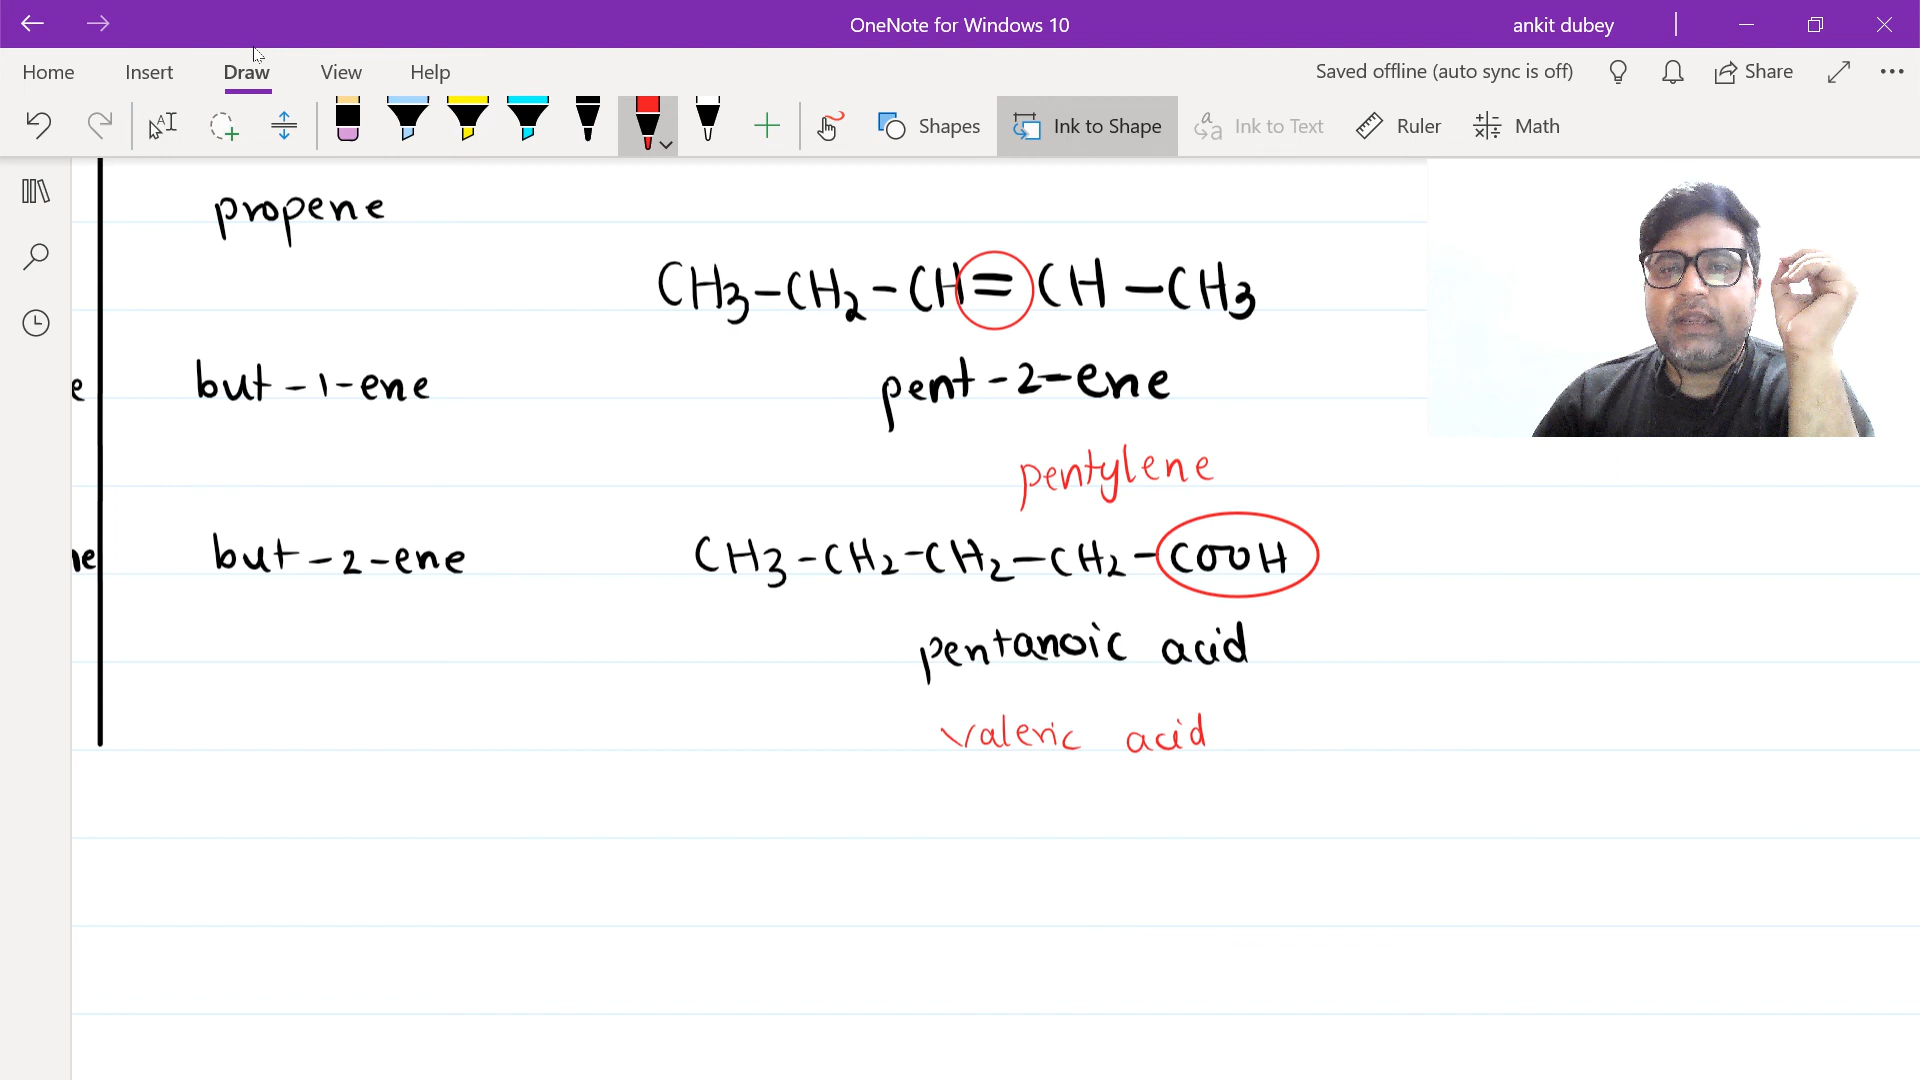 OneNote for Windows 10
ankit dubey
Home Insert Draw View Help
Saved offline (auto sync is off) Share
Shapes Ink to Shape Ink to Text Ruler Math
propene
CH3-CH2-CH=CH-CH3
e but-1-ene pent-2-ene
pentylene
ne but-2-ene CH3-CH2-CH2-CH2-COOH
pentanoic acid
valeric acid